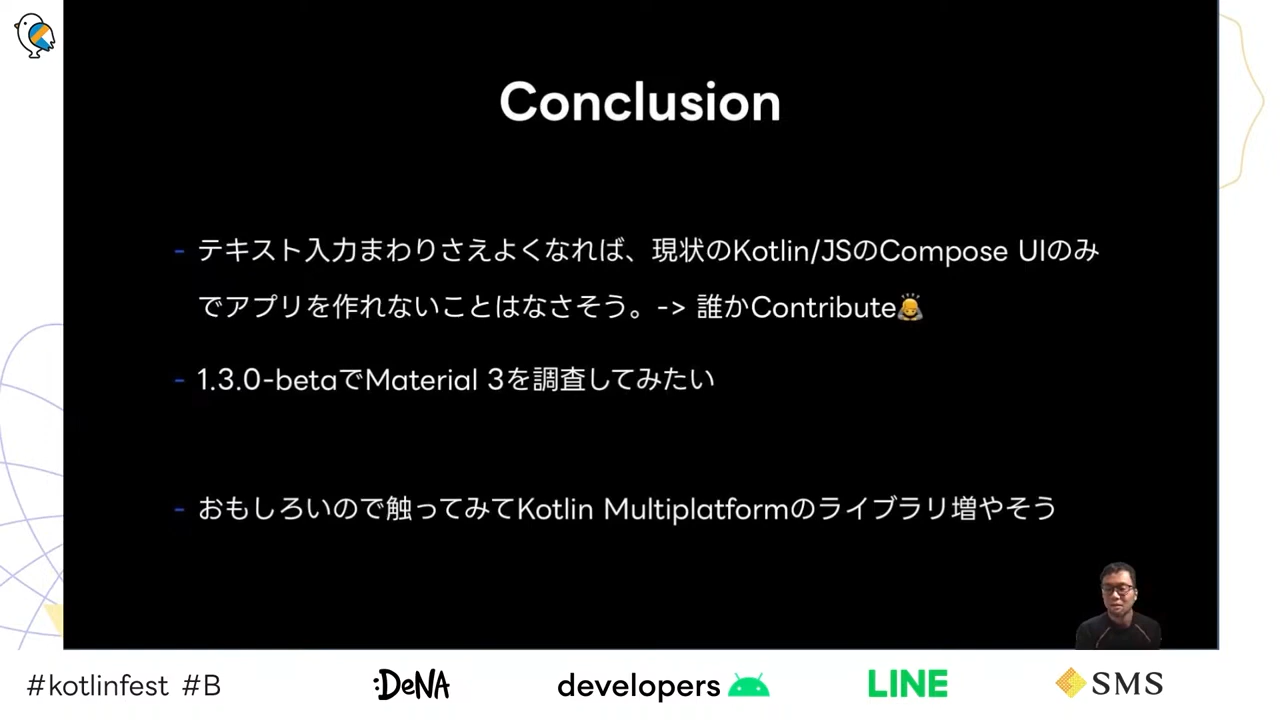 Conclusion
- テキスト入力まわりさえよくなれば、現状のKotlin/JSのCompose UIのみ
でアプリを作れないことはなさそう。-> 誰かContribute🙇
- 1.3.0-betaでMaterial 3を調査してみたい
- おもしろいので触ってみてKotlin Multiplatformのライブラリ増やそう
#kotlinfest #B
:DeNA
developers
LINE
SMS